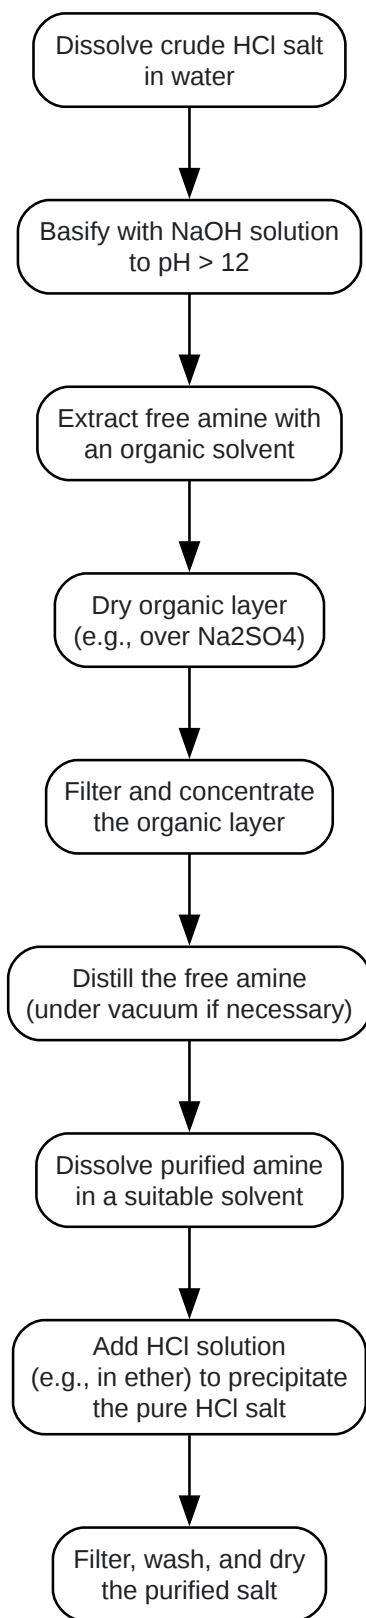 Dissolve crude HCl salt
in water
Basify with NaOH solution
to pH > 12
Extract free amine with
an organic solvent
Dry organic layer
(e.g., over Na2SO4)
Filter and concentrate
the organic layer
Distill the free amine
(under vacuum if necessary)
Dissolve purified amine
in a suitable solvent
Add HCl solution
(e.g., in ether) to precipitate
the pure HCl salt
Filter, wash, and dry
the purified salt